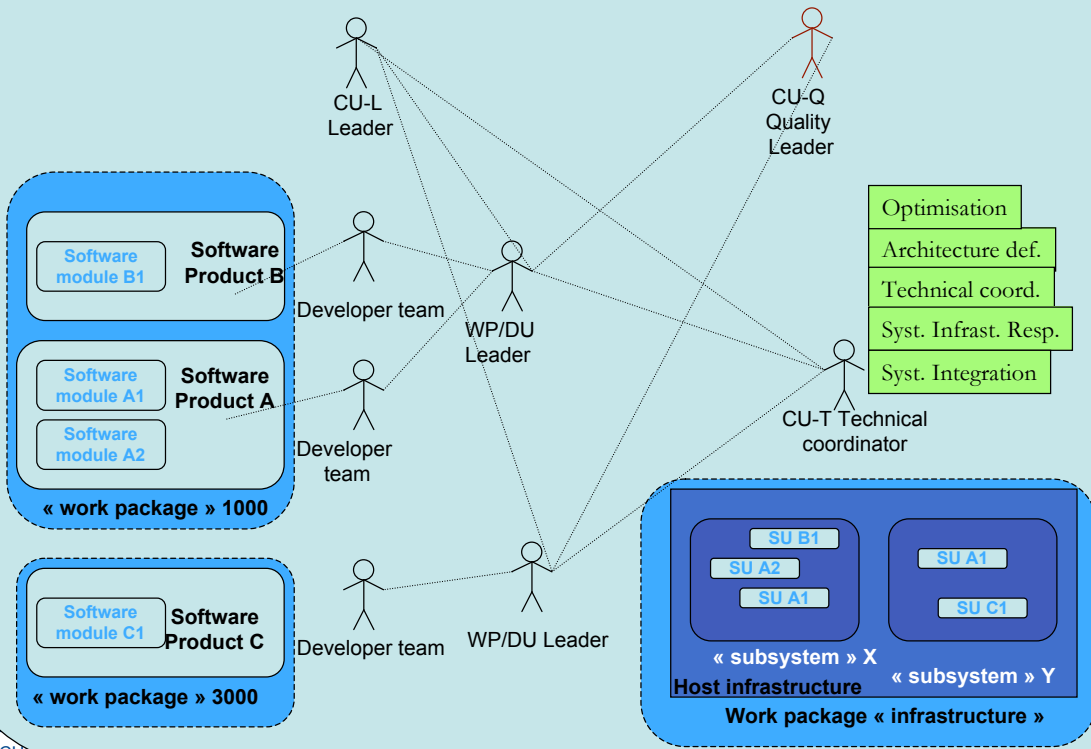 CU-L
Leader
CU-Q
Quality
Leader
Software
module B1
Software
Product B
Developer team
WP/DU
Leader
Optimisation
Architecture def.
Technical coord.
Syst. Infrast. Resp.
Syst. Integration
Software
module A1
Software
module A2
Software
Product A
Developer
team
CU-T Technical
coordinator
« work package » 1000
Software
module C1
Software
Product C
Developer team
WP/DU Leader
« work package » 3000
SU B1
SU A2
SU A1
« subsystem » X
SU A1
SU C1
« subsystem » Y
Host infrastructure
Work package « infrastructure »